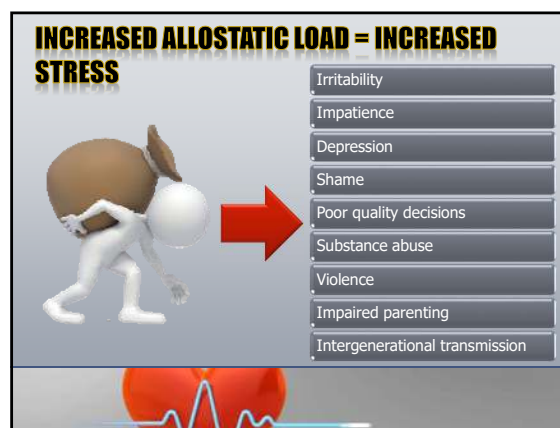 INCREASED ALLOSTATIC LOAD = INCREASED
STRESS
Irritability
Impatience
Depression
Shame
Poor quality decisions
Substance abuse
Violence
Impaired parenting
Intergenerational transmission